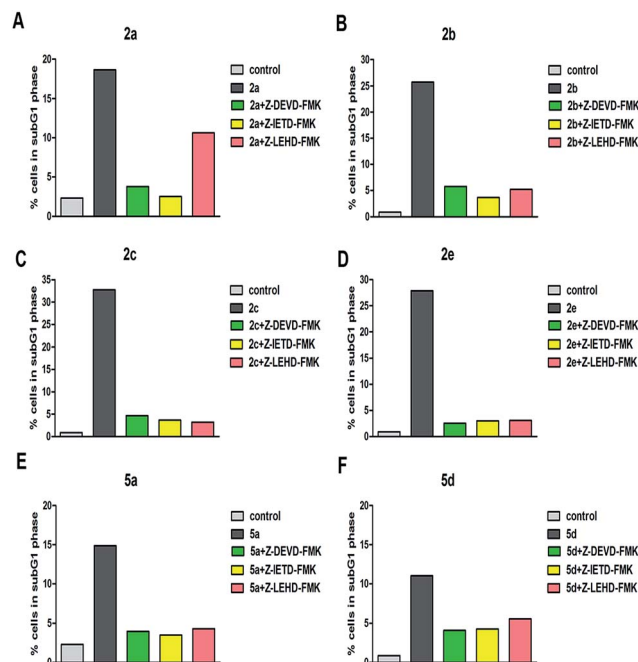 A
2a
% cells in subG1 phase
20
15
10
5
0
control
2a
2a+Z-DEVD-FMK
2a+Z-IETD-FMK
2a+Z-LEHD-FMK
B
2b
% cells in subG1 phase
30
25
20
15
10
5
0
control
2b
2b+Z-DEVD-FMK
2b+Z-IETD-FMK
2b+Z-LEHD-FMK
C
2c
% cells in subG1 phase
35
30
25
20
15
10
5
0
control
2c
2c+Z-DEVD-FMK
2c+Z-IETD-FMK
2c+Z-LEHD-FMK
D
2e
% cells in subG1 phase
30
25
20
15
10
5
0
control
2e
2e+Z-DEVD-FMK
2e+Z-IETD-FMK
2e+Z-LEHD-FMK
E
5a
% cells in subG1 phase
20
15
10
5
0
control
5a
5a+Z-DEVD-FMK
5a+Z-IETD-FMK
5a+Z-LEHD-FMK
F
5d
% cells in subG1 phase
20
15
10
5
0
control
5d
5d+Z-DEVD-FMK
5d+Z-IETD-FMK
5d+Z-LEHD-FMK